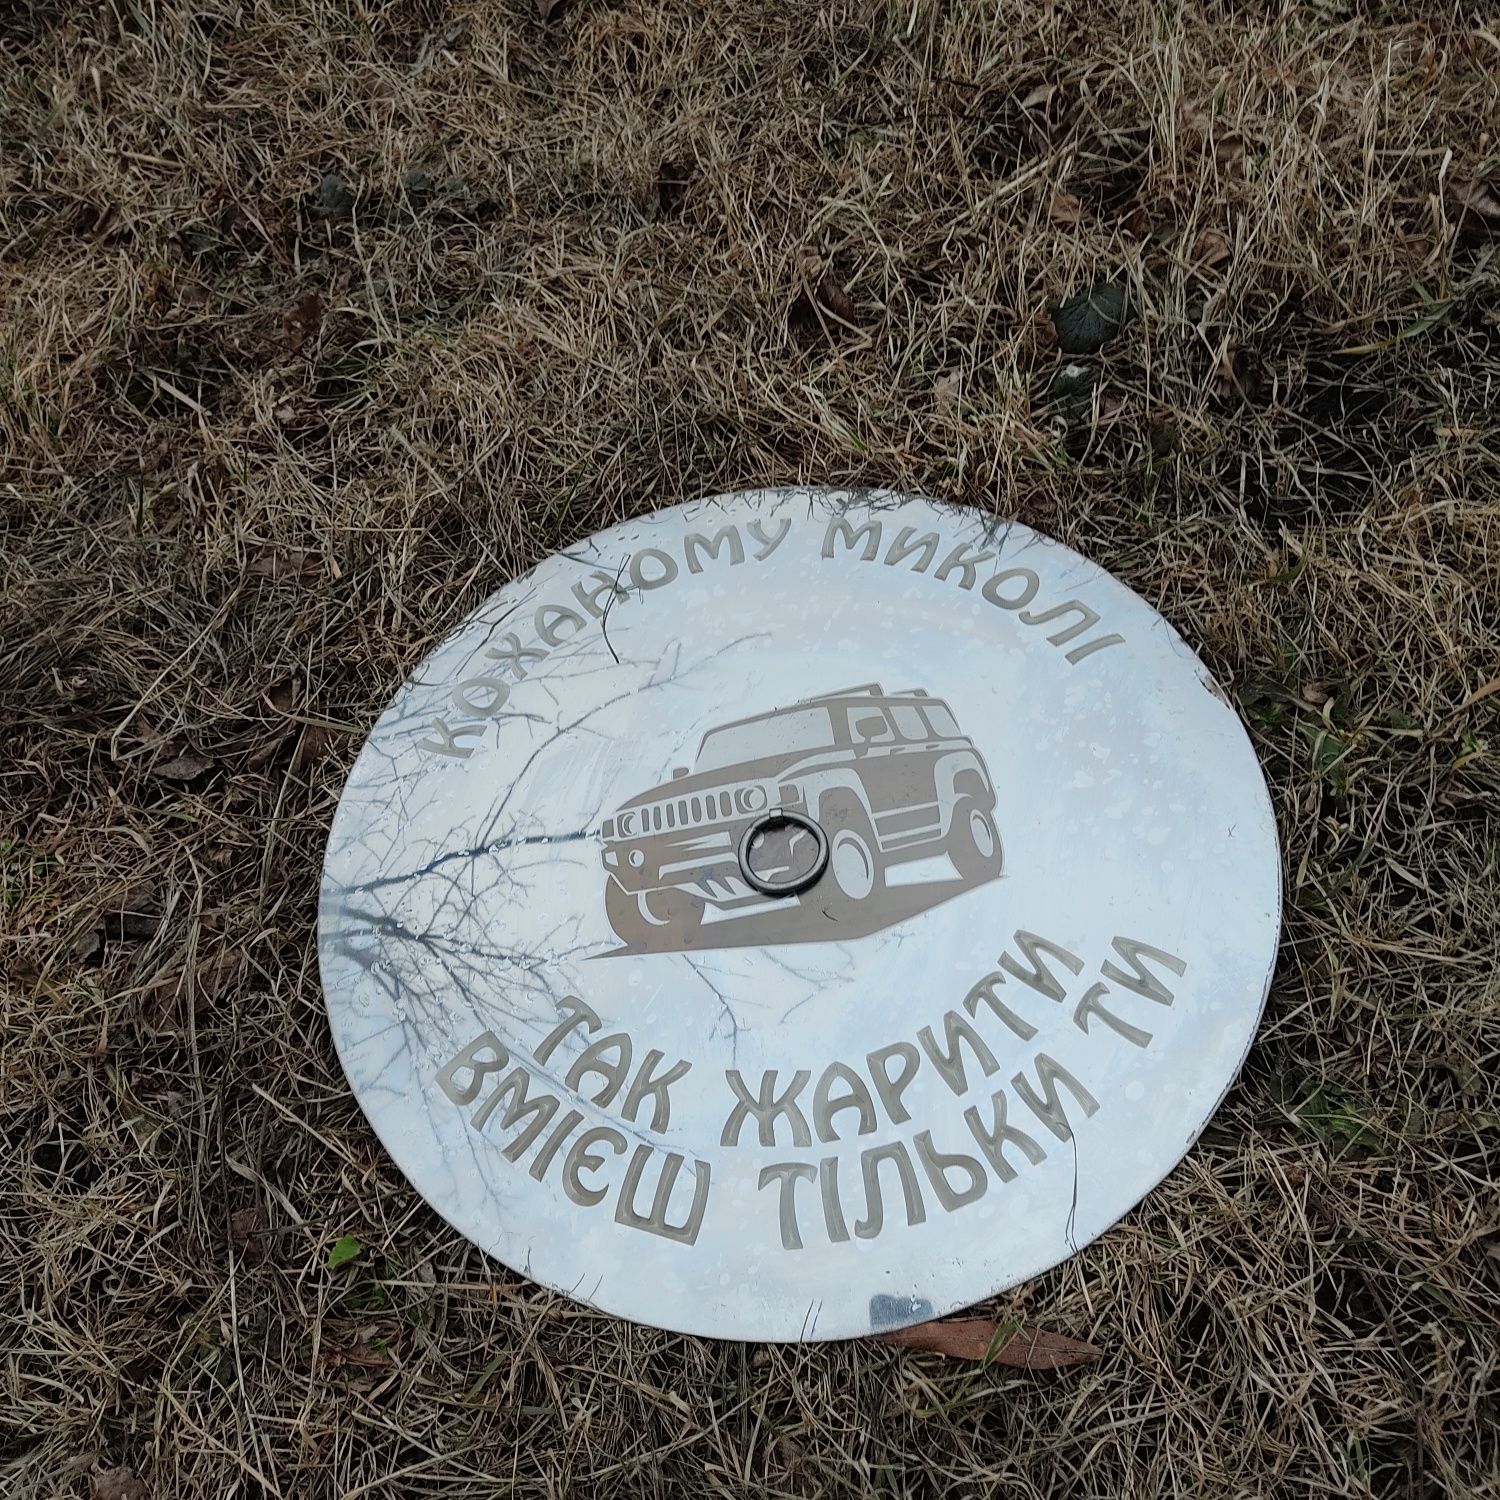 КОХАНОМУ МИКОЛІ
ТАК ЖАРИТИ
ВМІЄШ ТІЛЬКИ ТИ